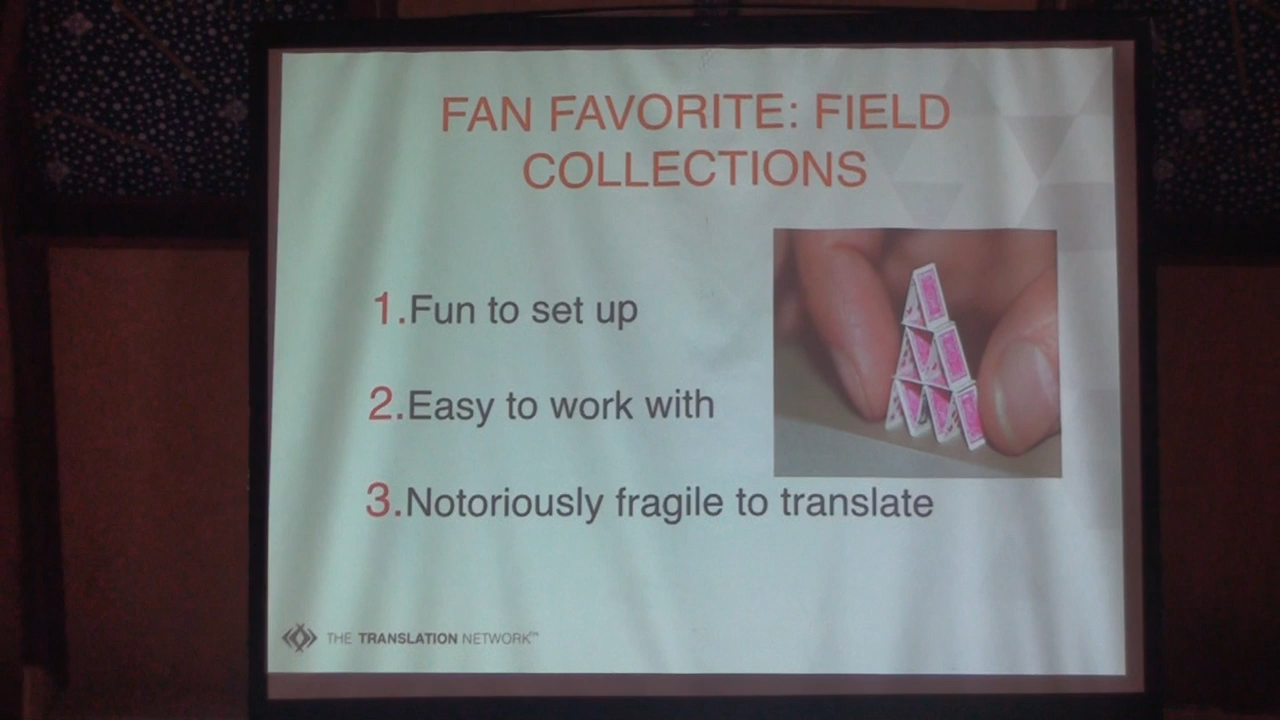 FAN FAVORITE: FIELD
COLLECTIONS
1.Fun to set up
2.Easy to work with
3.Notoriously fragile to translate
THE TRANSLATION NETWORK